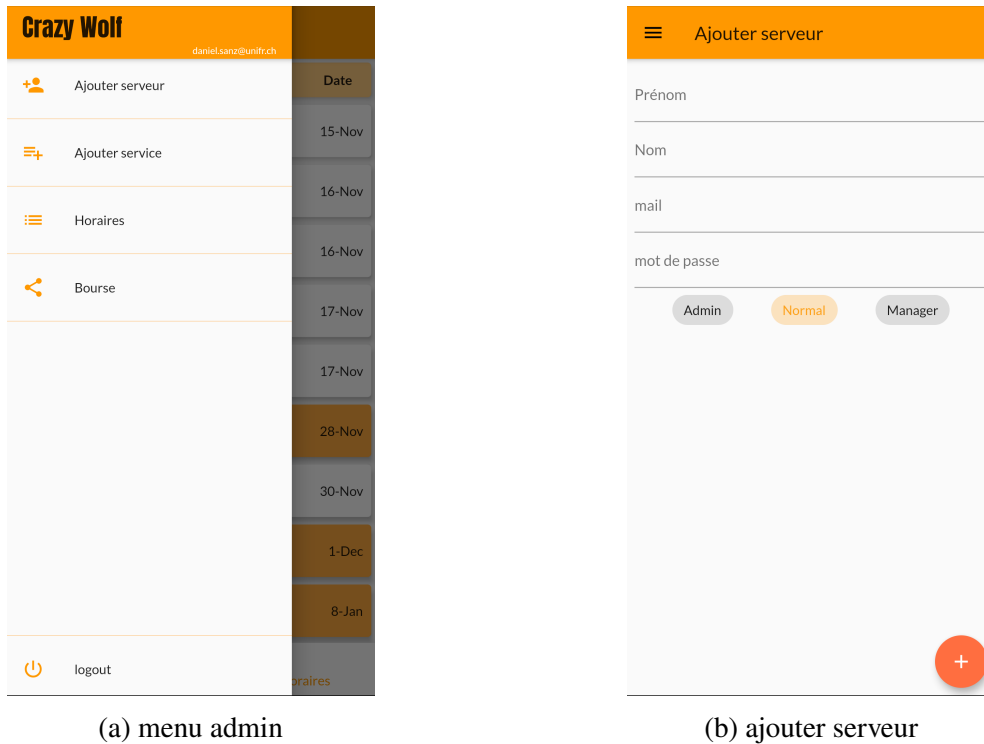 Crazy Wolf
daniel.sanz@unifr.ch
Ajouter serveur
Ajouter service
Horaires
Bourse
logout
Date
15-Nov
16-Nov
16-Nov
17-Nov
17-Nov
28-Nov
30-Nov
1-Dec
8-Jan
oraires
(a) menu admin
Ajouter serveur
Prénom
Nom
mail
mot de passe
Admin Normal Manager
+
(b) ajouter serveur